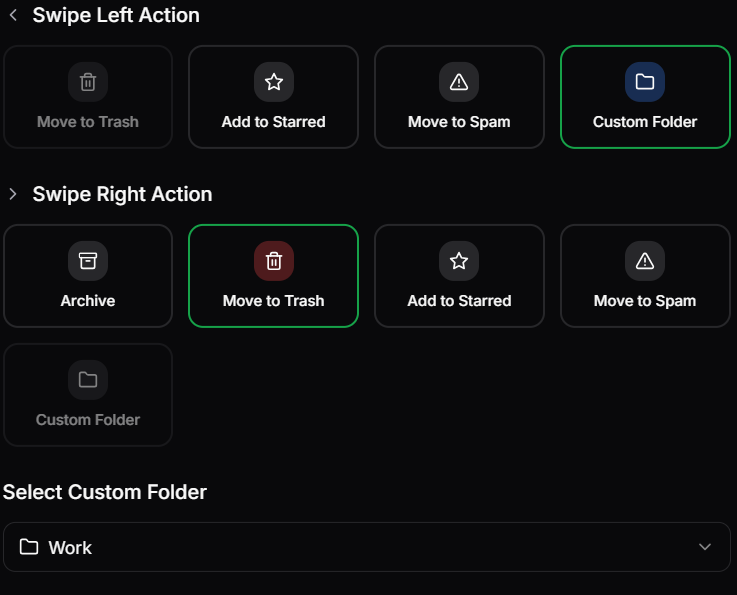 Swipe Left Action
Move to Trash
Add to Starred
Move to Spam
Custom Folder
Swipe Right Action
Archive
Move to Trash
Add to Starred
Move to Spam
Custom Folder
Select Custom Folder
Work